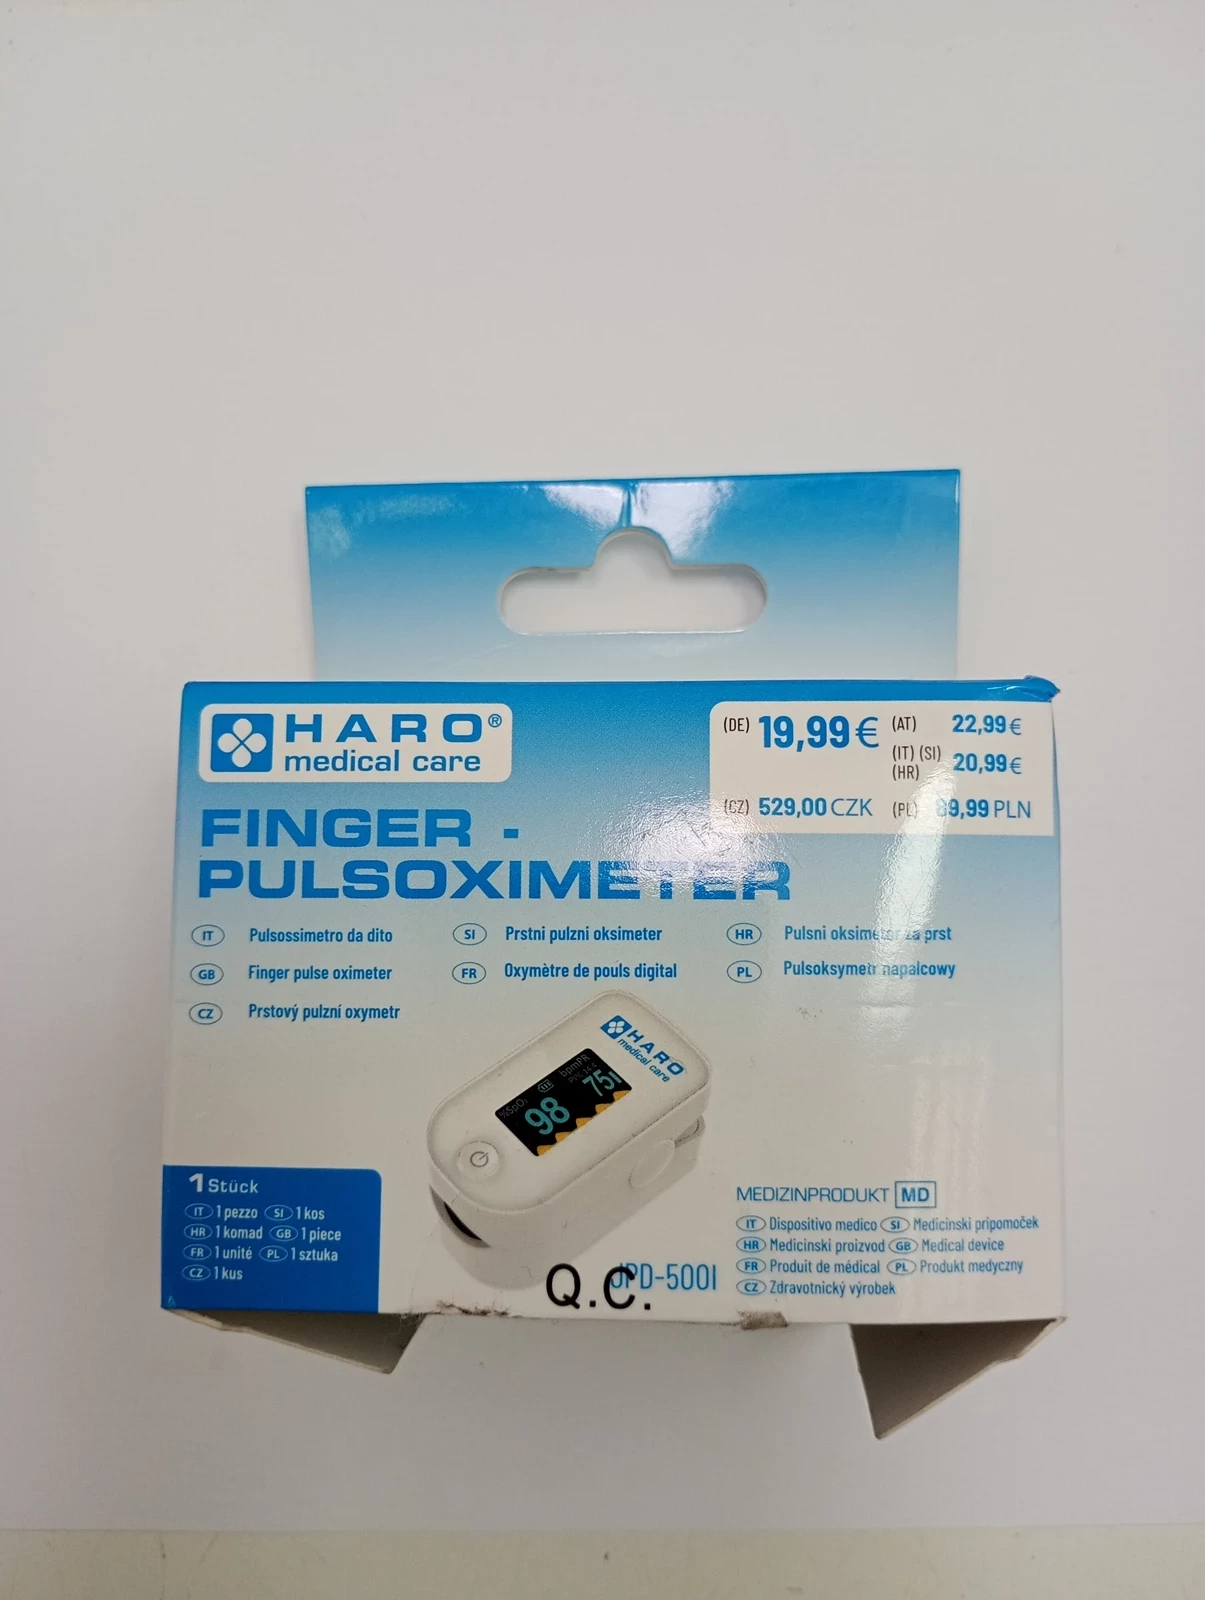 HARO®
medical care
(DE) 19,99 € (AT) 22,99 €
(IT) (SI) (HR) 20,99 €
(CZ) 529,00 CZK (PL) 89,99 PLN
FINGER -
PULSOXIMETER
IT Pulsossimetro da dito
SI Prstni pulzni oksimeter
HR Pulsni oksimeter za prst
GB Finger pulse oximeter
FR Oxymètre de pouls digital
PL Pulsoksymetr napalcowy
CZ Prstový pulzní oxymetr
HARO
medical care
%SpO₂ bpmPR
98 75
1 Stück
IT 1 pezzo SI 1 kos
HR 1 komad GB 1 piece
FR 1 unité PL 1 sztuka
CZ 1 kus
Q.C.
JPD-500I
MEDIZINPRODUKT MD
IT Dispositivo medico SI Medicinski pripomoček
HR Medicinski proizvod GB Medical device
FR Produit de médical PL Produkt medyczny
CZ Zdravotnický výrobek